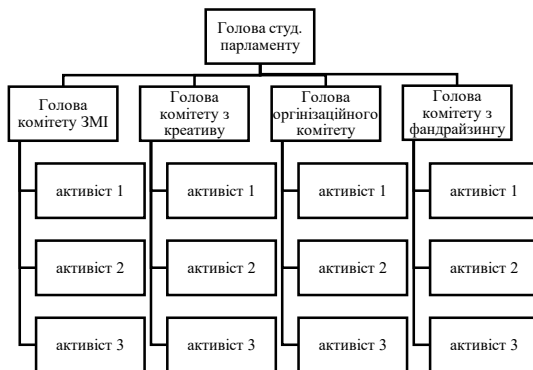 Голова студ.
парламенту
Голова
комітету ЗМІ
Голова
комітету з
креативу
Голова
оргінізаційного
комітету
Голова
комітету з
фандрайзингу
активіст 1
активіст 1
активіст 1
активіст 1
активіст 2
активіст 2
активіст 2
активіст 2
активіст 3
активіст 3
активіст 3
активіст 3